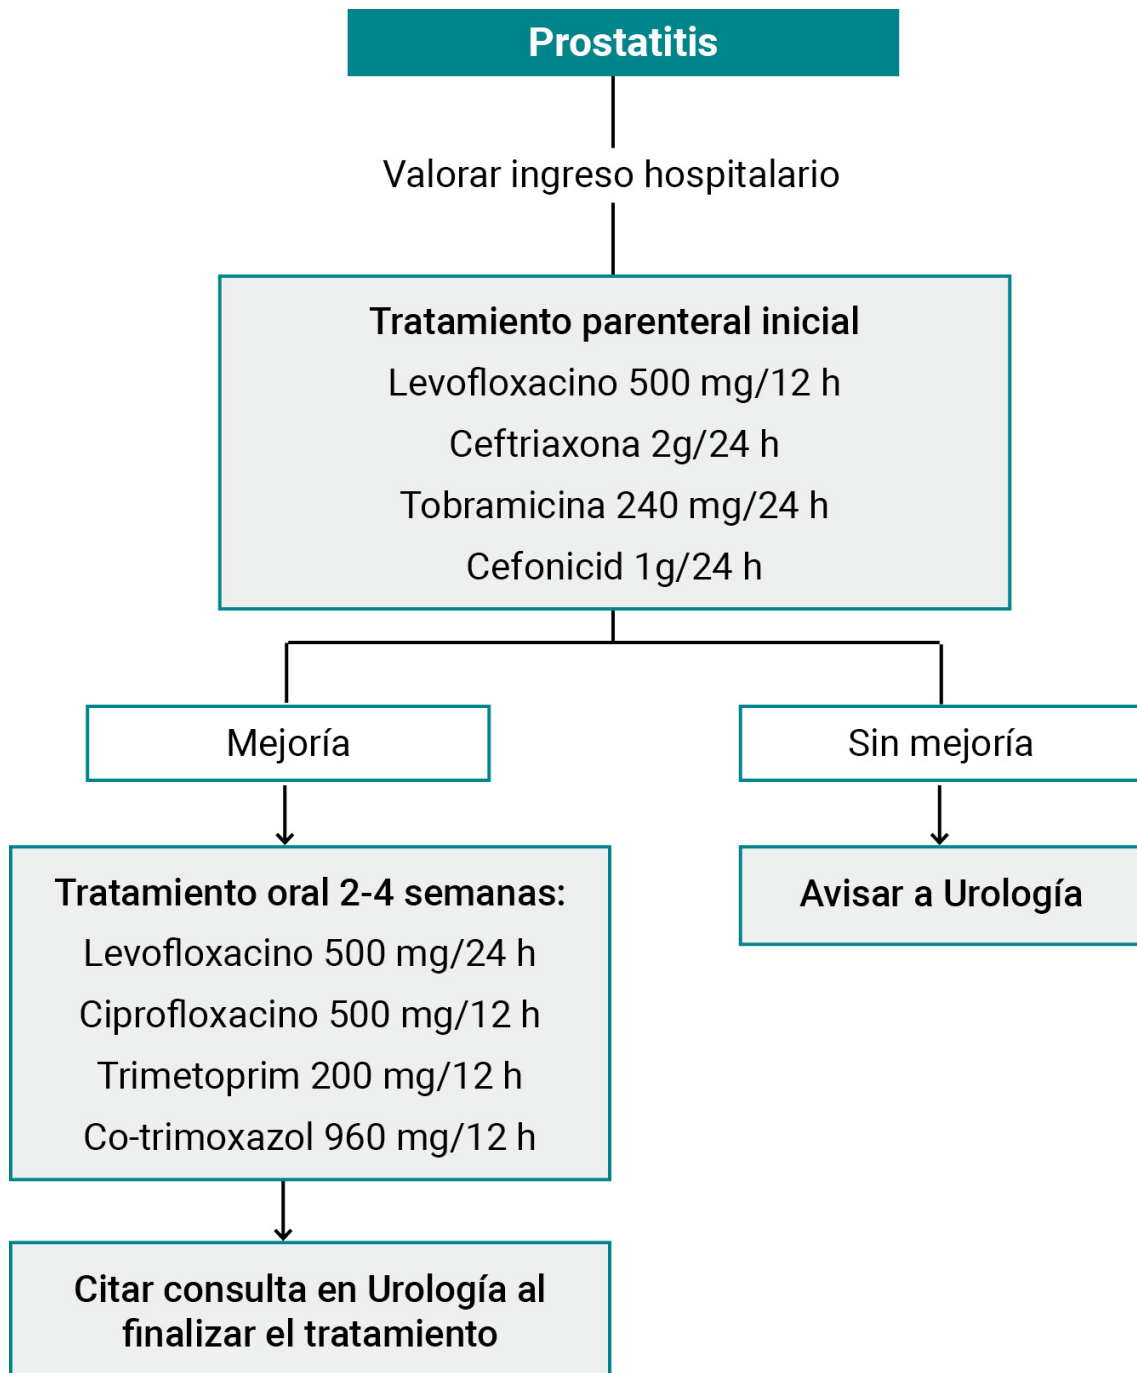 Prostatitis
Valorar ingreso hospitalario
Tratamiento parenteral inicial
Levofloxacino 500 mg/12 h
Ceftriaxona 2g/24 h
Tobramicina 240 mg/24 h
Cefonicid 1g/24 h
Mejoría
Sin mejoría
Tratamiento oral 2-4 semanas:
Levofloxacino 500 mg/24 h
Ciprofloxacino 500 mg/12 h
Trimetoprim 200 mg/12 h
Co-trimoxazol 960 mg/12 h
Avisar a Urología
Citar consulta en Urología al
finalizar el tratamiento